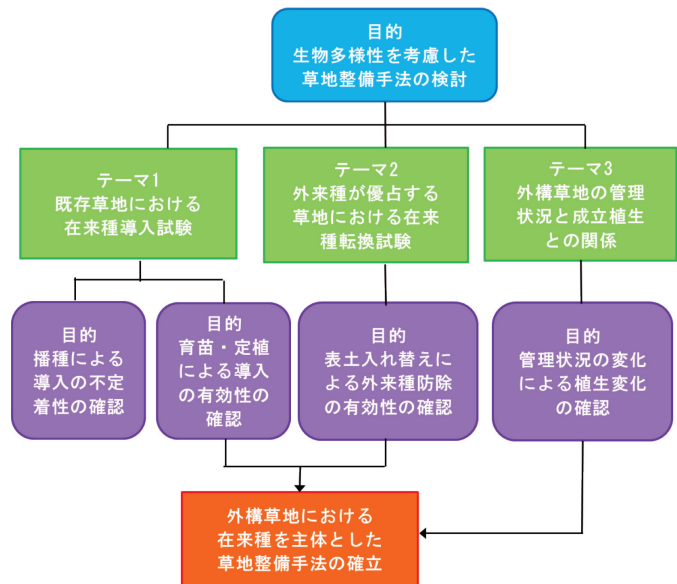 目的
生物多様性を考慮した
草地整備手法の検討
テーマ1
既存草地における
在来種導入試験
テーマ2
外来種が優占する
草地における在来
種転換試験
テーマ3
外構草地の管理
状況と成立植生
との関係
目的
播種による
導入の不定
着性の確認
目的
育苗・定植
による導入
の有効性の
確認
目的
表土入れ替えに
よる外来種防除
の有効性の確認
目的
管理状況の変化
による植生変化
の確認
外構草地における
在来種を主体とした
草地整備手法の確立